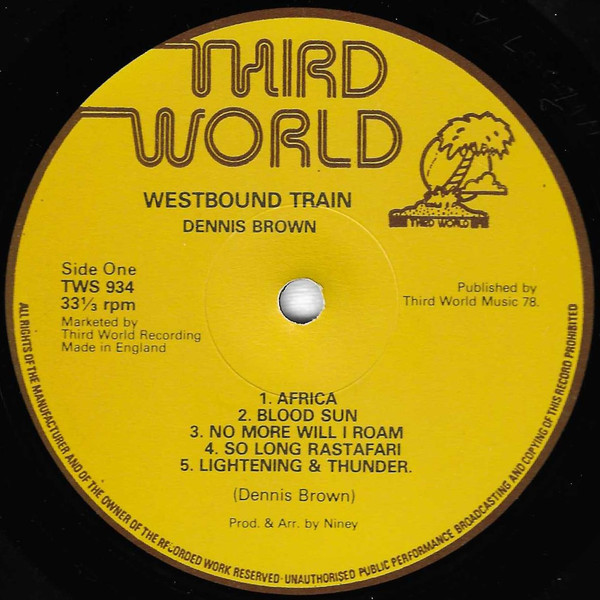 THIRD
WORLD
WESTBOUND TRAIN
DENNIS BROWN
THIRD WORLD
Side One
TWS 934
33⅓ rpm
Marketed by
Third World Recording
Made in England
Published by
Third World Music 78.
1. AFRICA
2. BLOOD SUN
3. NO MORE WILL I ROAM
4. SO LONG RASTAFARI
5. LIGHTENING & THUNDER.
(Dennis Brown)
Prod. & Arr. by Niney
ALL RIGHTS OF THE MANUFACTURER AND OF THE OWNER OF THE RECORDED WORK RESERVED · UNAUTHORISED PUBLIC PERFORMANCE BROADCASTING AND COPYING OF THIS RECORD PROHIBITED